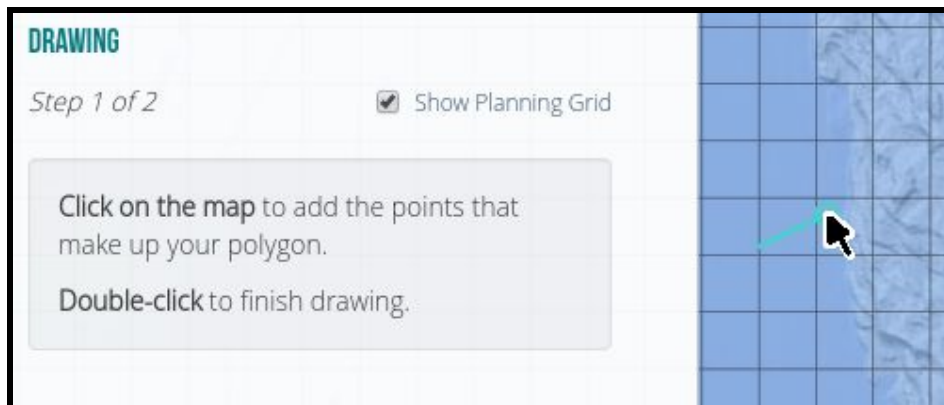 DRAWING
Step 1 of 2
Show Planning Grid
Click on the map to add the points that
make up your polygon.
Double-click to finish drawing.